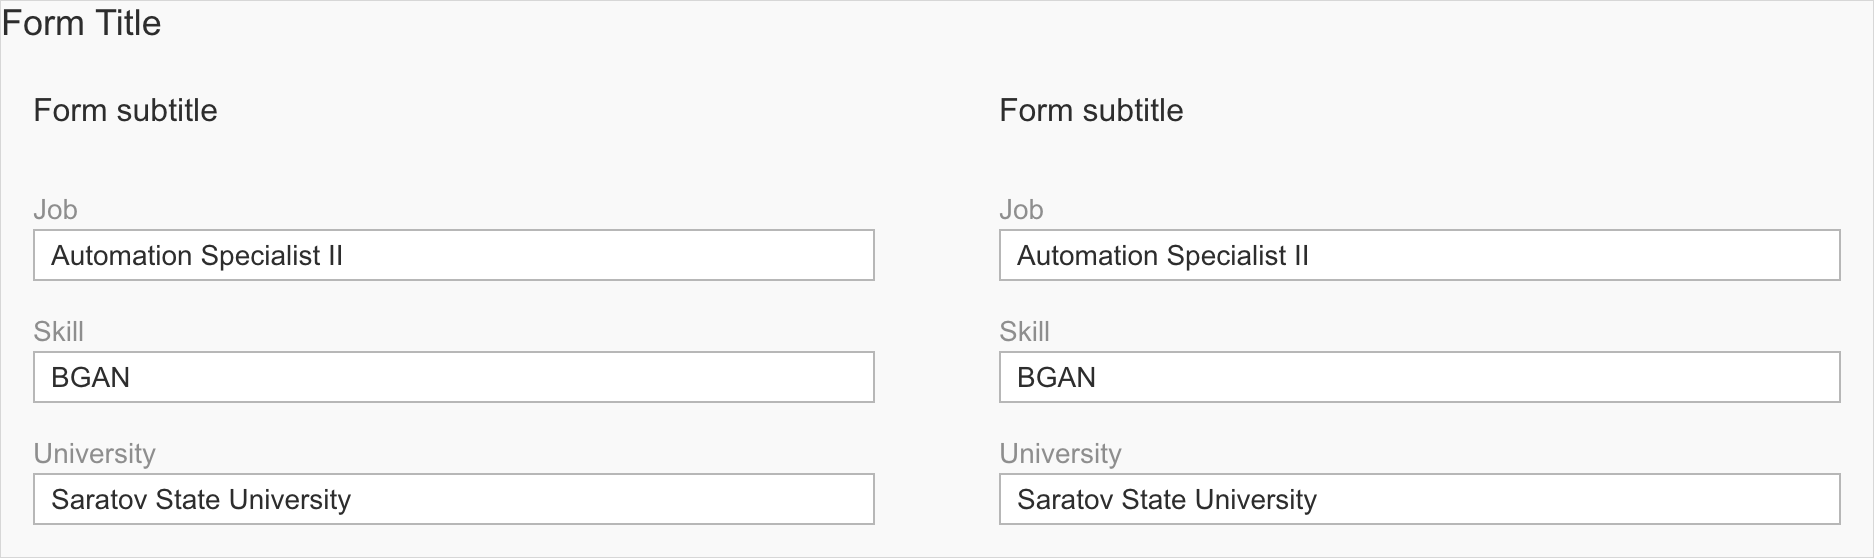 Form Title
Form subtitle
Job
Automation Specialist II
Skill
BGAN
University
Saratov State University
Form subtitle
Job
Automation Specialist II
Skill
BGAN
University
Saratov State University